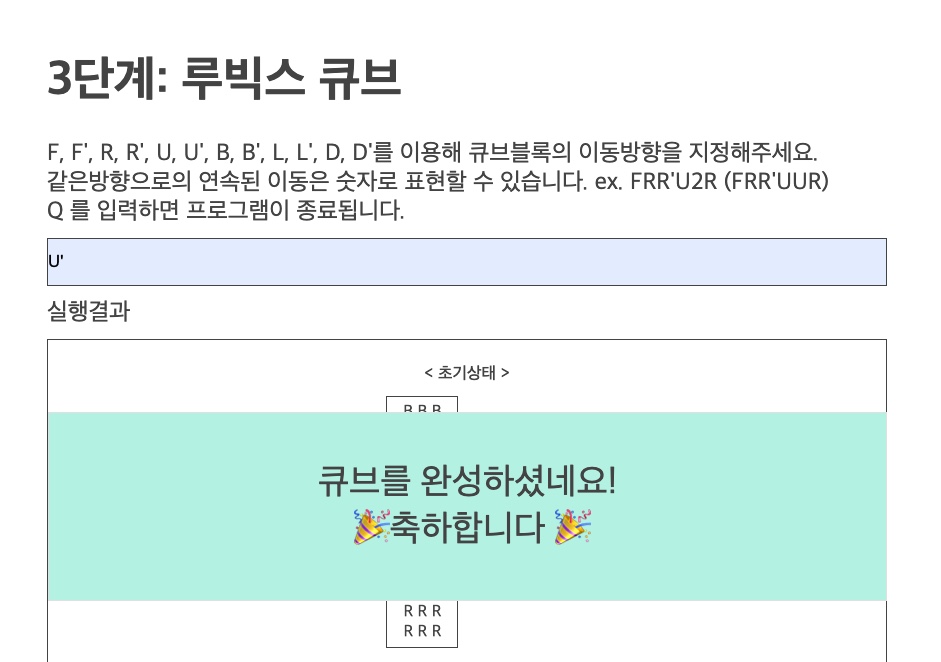 3단계: 루빅스 큐브
F, F', R, R', U, U', B, B', L, L', D, D'를 이용해 큐브블록의 이동방향을 지정해주세요.
같은방향으로의 연속된 이동은 숫자로 표현할 수 있습니다. ex. FRR'U2R (FRR'UUR)
Q 를 입력하면 프로그램이 종료됩니다.
U'
실행결과
< 초기상태 >
B B B
큐브를 완성하셨네요!
🎉축하합니다 🎉
R R R
R R R